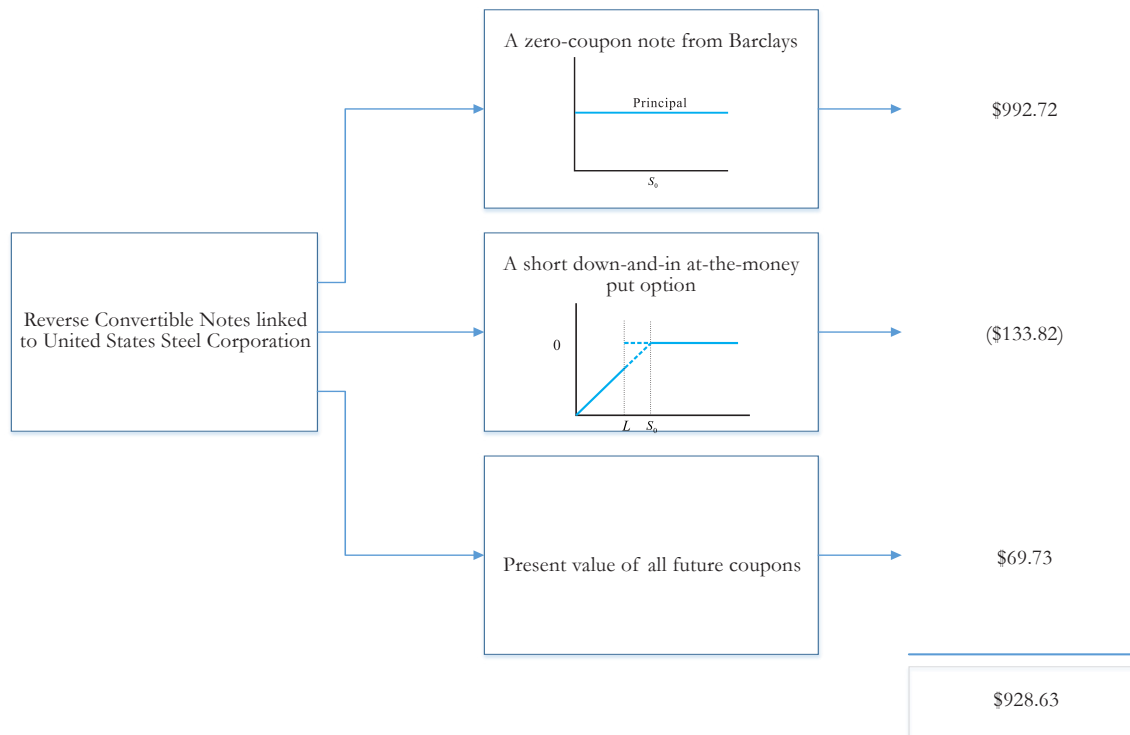 A zero-coupon note from Barclays
Principal
S₀
$992.72
Reverse Convertible Notes linked
to United States Steel Corporation
A short down-and-in at-the-money
put option
0
L S₀
($133.82)
Present value of all future coupons
$69.73
$928.63